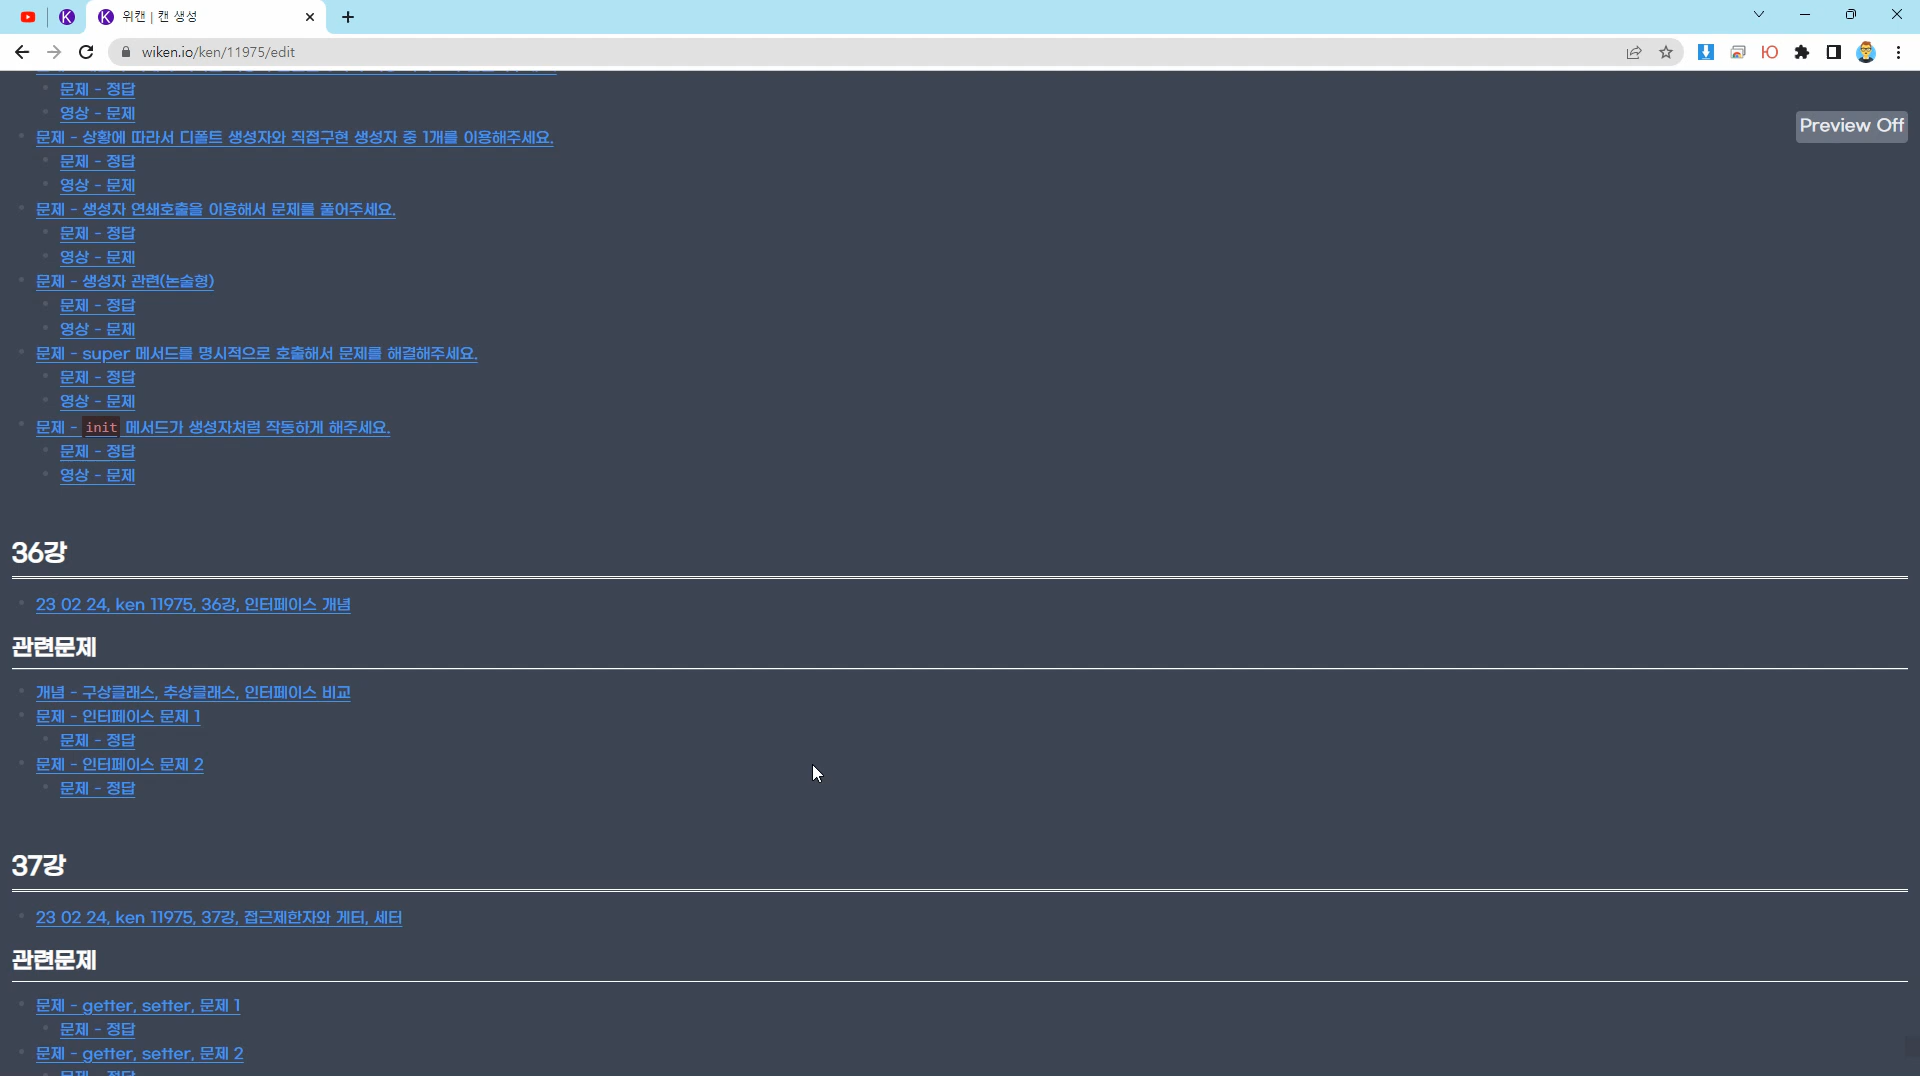 위캔 | 캔 생성
wiken.io/ken/11975/edit
Preview Off
문제 - 정답
영상 - 문제
문제 - 상황에 따라서 디폴트 생성자와 직접구현 생성자 중 1개를 이용해주세요.
문제 - 정답
영상 - 문제
문제 - 생성자 연쇄호출을 이용해서 문제를 풀어주세요.
문제 - 정답
영상 - 문제
문제 - 생성자 관련(논술형)
문제 - 정답
영상 - 문제
문제 - super 메서드를 명시적으로 호출해서 문제를 해결해주세요.
문제 - 정답
영상 - 문제
문제 - init 메서드가 생성자처럼 작동하게 해주세요.
문제 - 정답
영상 - 문제
36강
23 02 24, ken 11975, 36강, 인터페이스 개념
관련문제
개념 - 구상클래스, 추상클래스, 인터페이스 비교
문제 - 인터페이스 문제 1
문제 - 정답
문제 - 인터페이스 문제 2
문제 - 정답
37강
23 02 24, ken 11975, 37강, 접근제한자와 게터, 세터
관련문제
문제 - getter, setter, 문제 1
문제 - 정답
문제 - getter, setter, 문제 2
문제 - 정답